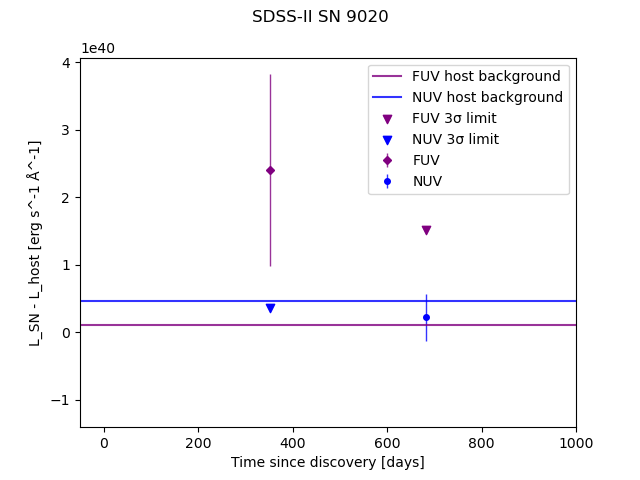 SDSS-II SN 9020
1e40
4
3
2
1
0
−1
L_SN - L_host [erg s^-1 Å^-1]
FUV host background
NUV host background
FUV 3σ limit
NUV 3σ limit
FUV
NUV
0 200 400 600 800 1000
Time since discovery [days]